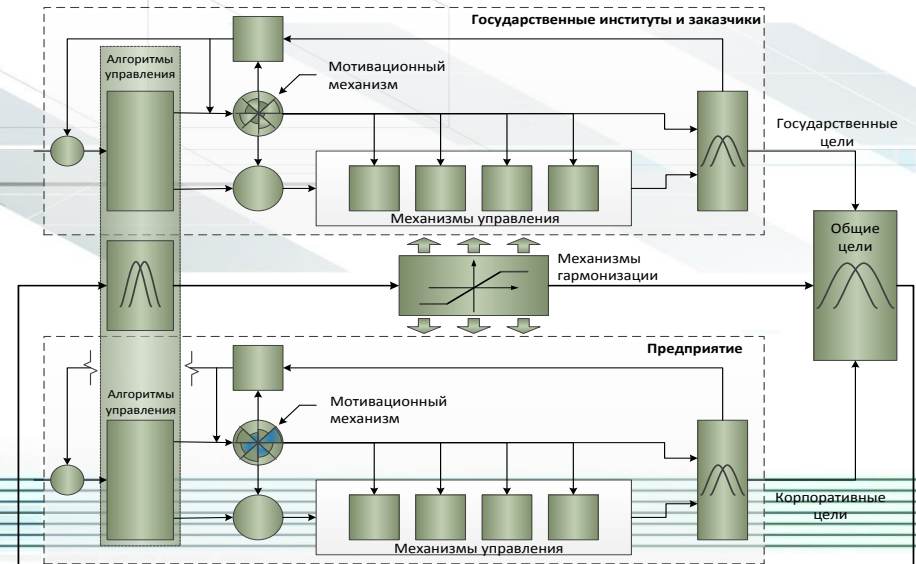 Государственные институты и заказчики
Алгоритмы
управления
Мотивационный
механизм
Государственные
цели
Механизмы управления
Общие
цели
Механизмы
гармонизации
Предприятие
Алгоритмы
управления
Мотивационный
механизм
Корпоративные
цели
Механизмы управления